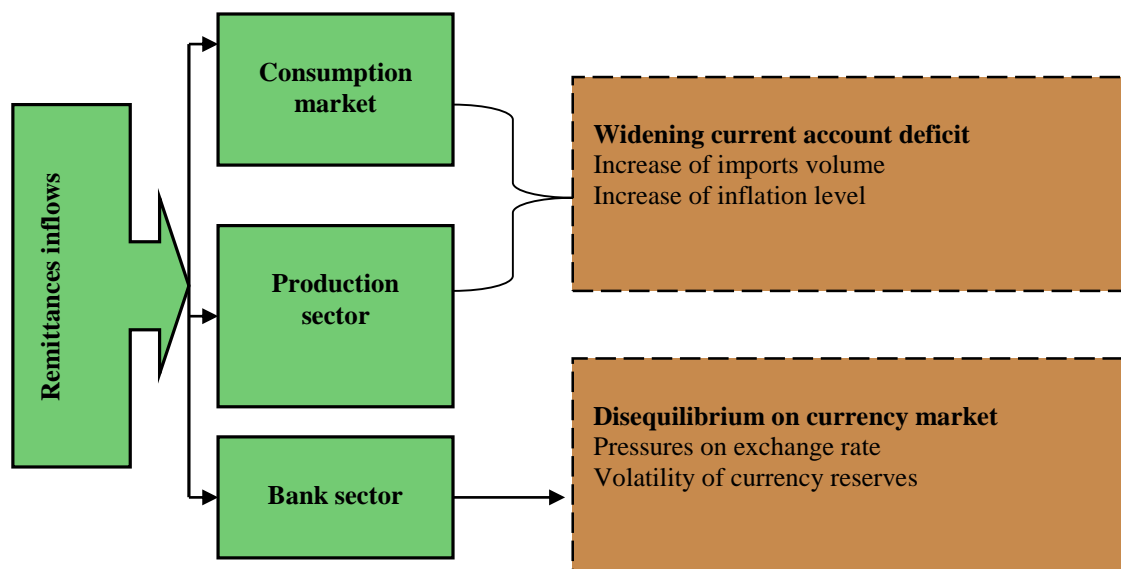 Remittances inflows
Consumption
market
Production
sector
Bank sector
Widening current account deficit
Increase of imports volume
Increase of inflation level
Disequilibrium on currency market
Pressures on exchange rate
Volatility of currency reserves